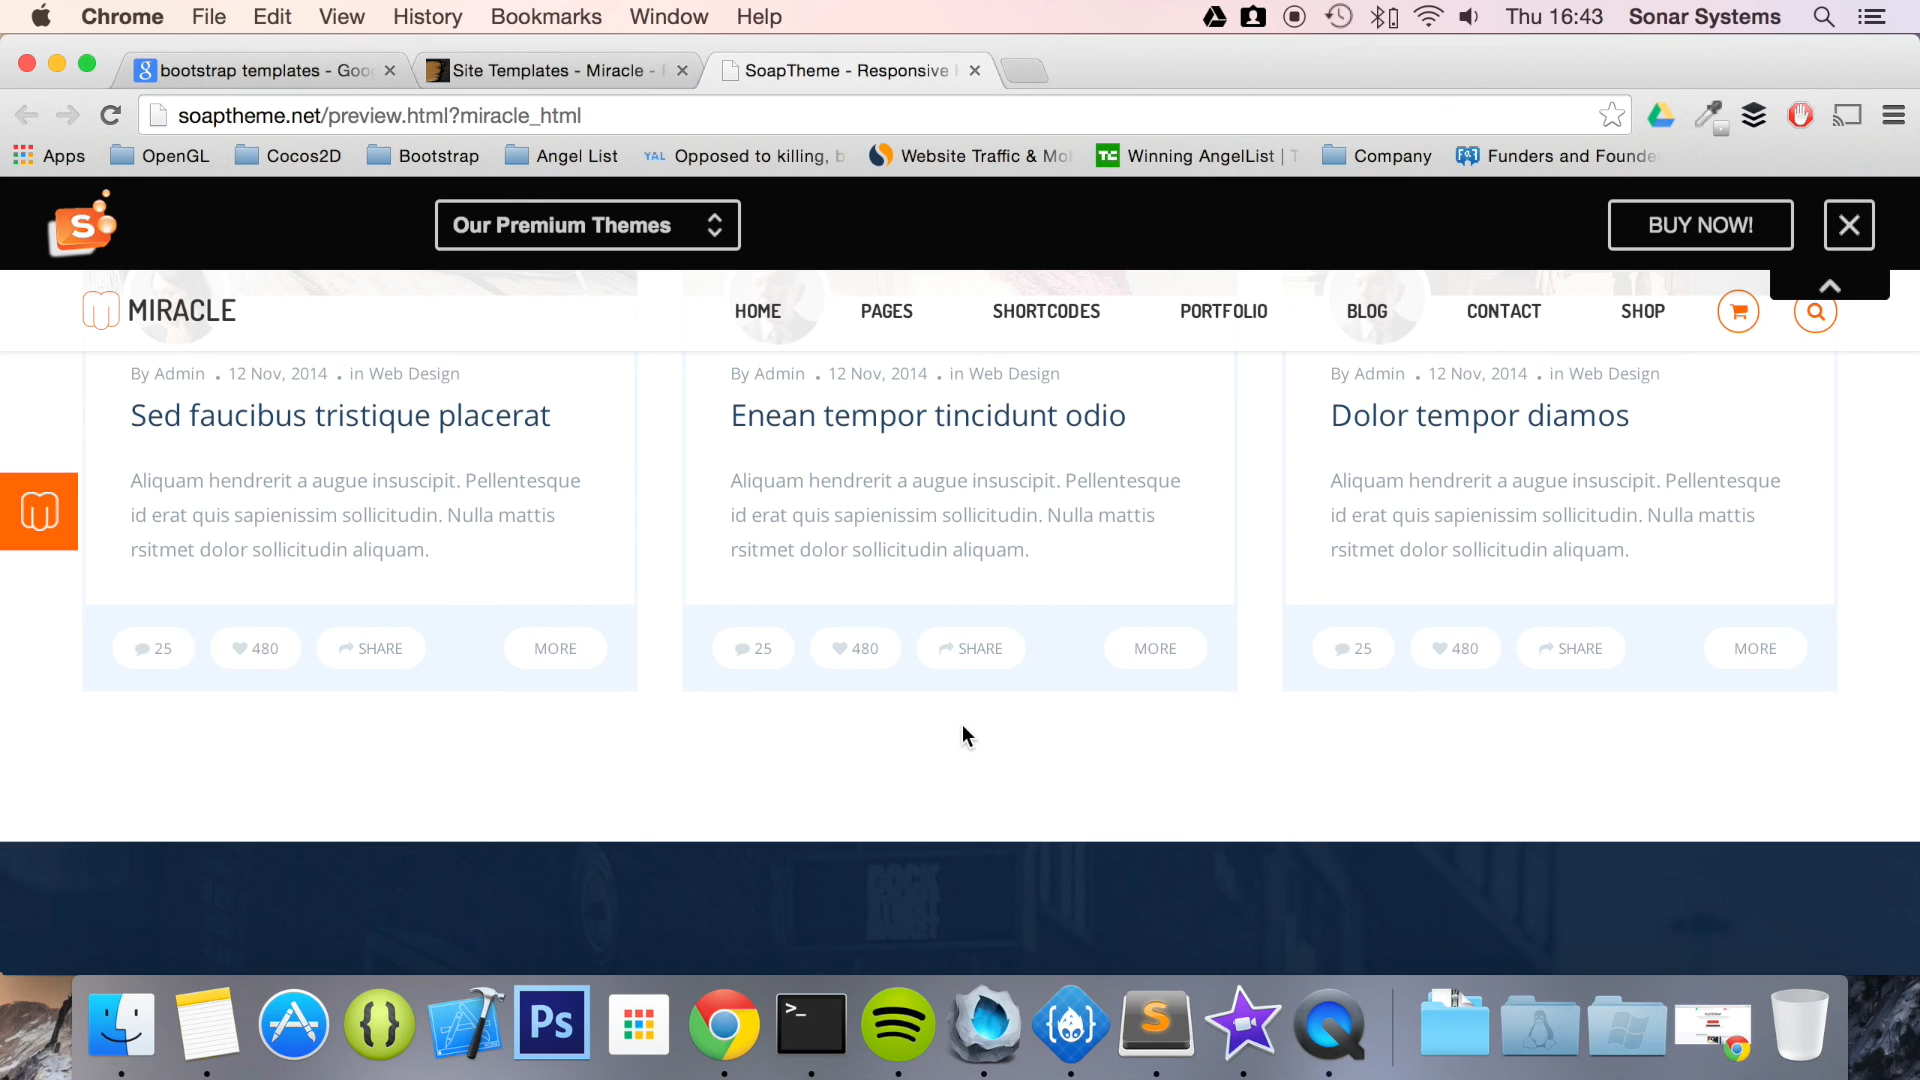 Chrome File Edit View History Bookmarks Window Help Thu 16:43 Sonar Systems
bootstrap templates - Goo Site Templates - Miracle - SoapTheme - Responsive
soaptheme.net/preview.html?miracle_html
Apps OpenGL Cocos2D Bootstrap Angel List YAL Opposed to killing, b Website Traffic & Mo TC Winning AngelList | T Company F&F Funders and Founde
S Our Premium Themes BUY NOW!
MIRACLE HOME PAGES SHORTCODES PORTFOLIO BLOG CONTACT SHOP
By Admin . 12 Nov, 2014 . in Web Design By Admin . 12 Nov, 2014 . in Web Design By Admin . 12 Nov, 2014 . in Web Design
Sed faucibus tristique placerat Enean tempor tincidunt odio Dolor tempor diamos
Aliquam hendrerit a augue insuscipit. Pellentesque Aliquam hendrerit a augue insuscipit. Pellentesque Aliquam hendrerit a augue insuscipit. Pellentesque
id erat quis sapienissim sollicitudin. Nulla mattis id erat quis sapienissim sollicitudin. Nulla mattis id erat quis sapienissim sollicitudin. Nulla mattis
rsitmet dolor sollicitudin aliquam. rsitmet dolor sollicitudin aliquam. rsitmet dolor sollicitudin aliquam.
25 480 SHARE MORE 25 480 SHARE MORE 25 480 SHARE MORE
Ps S